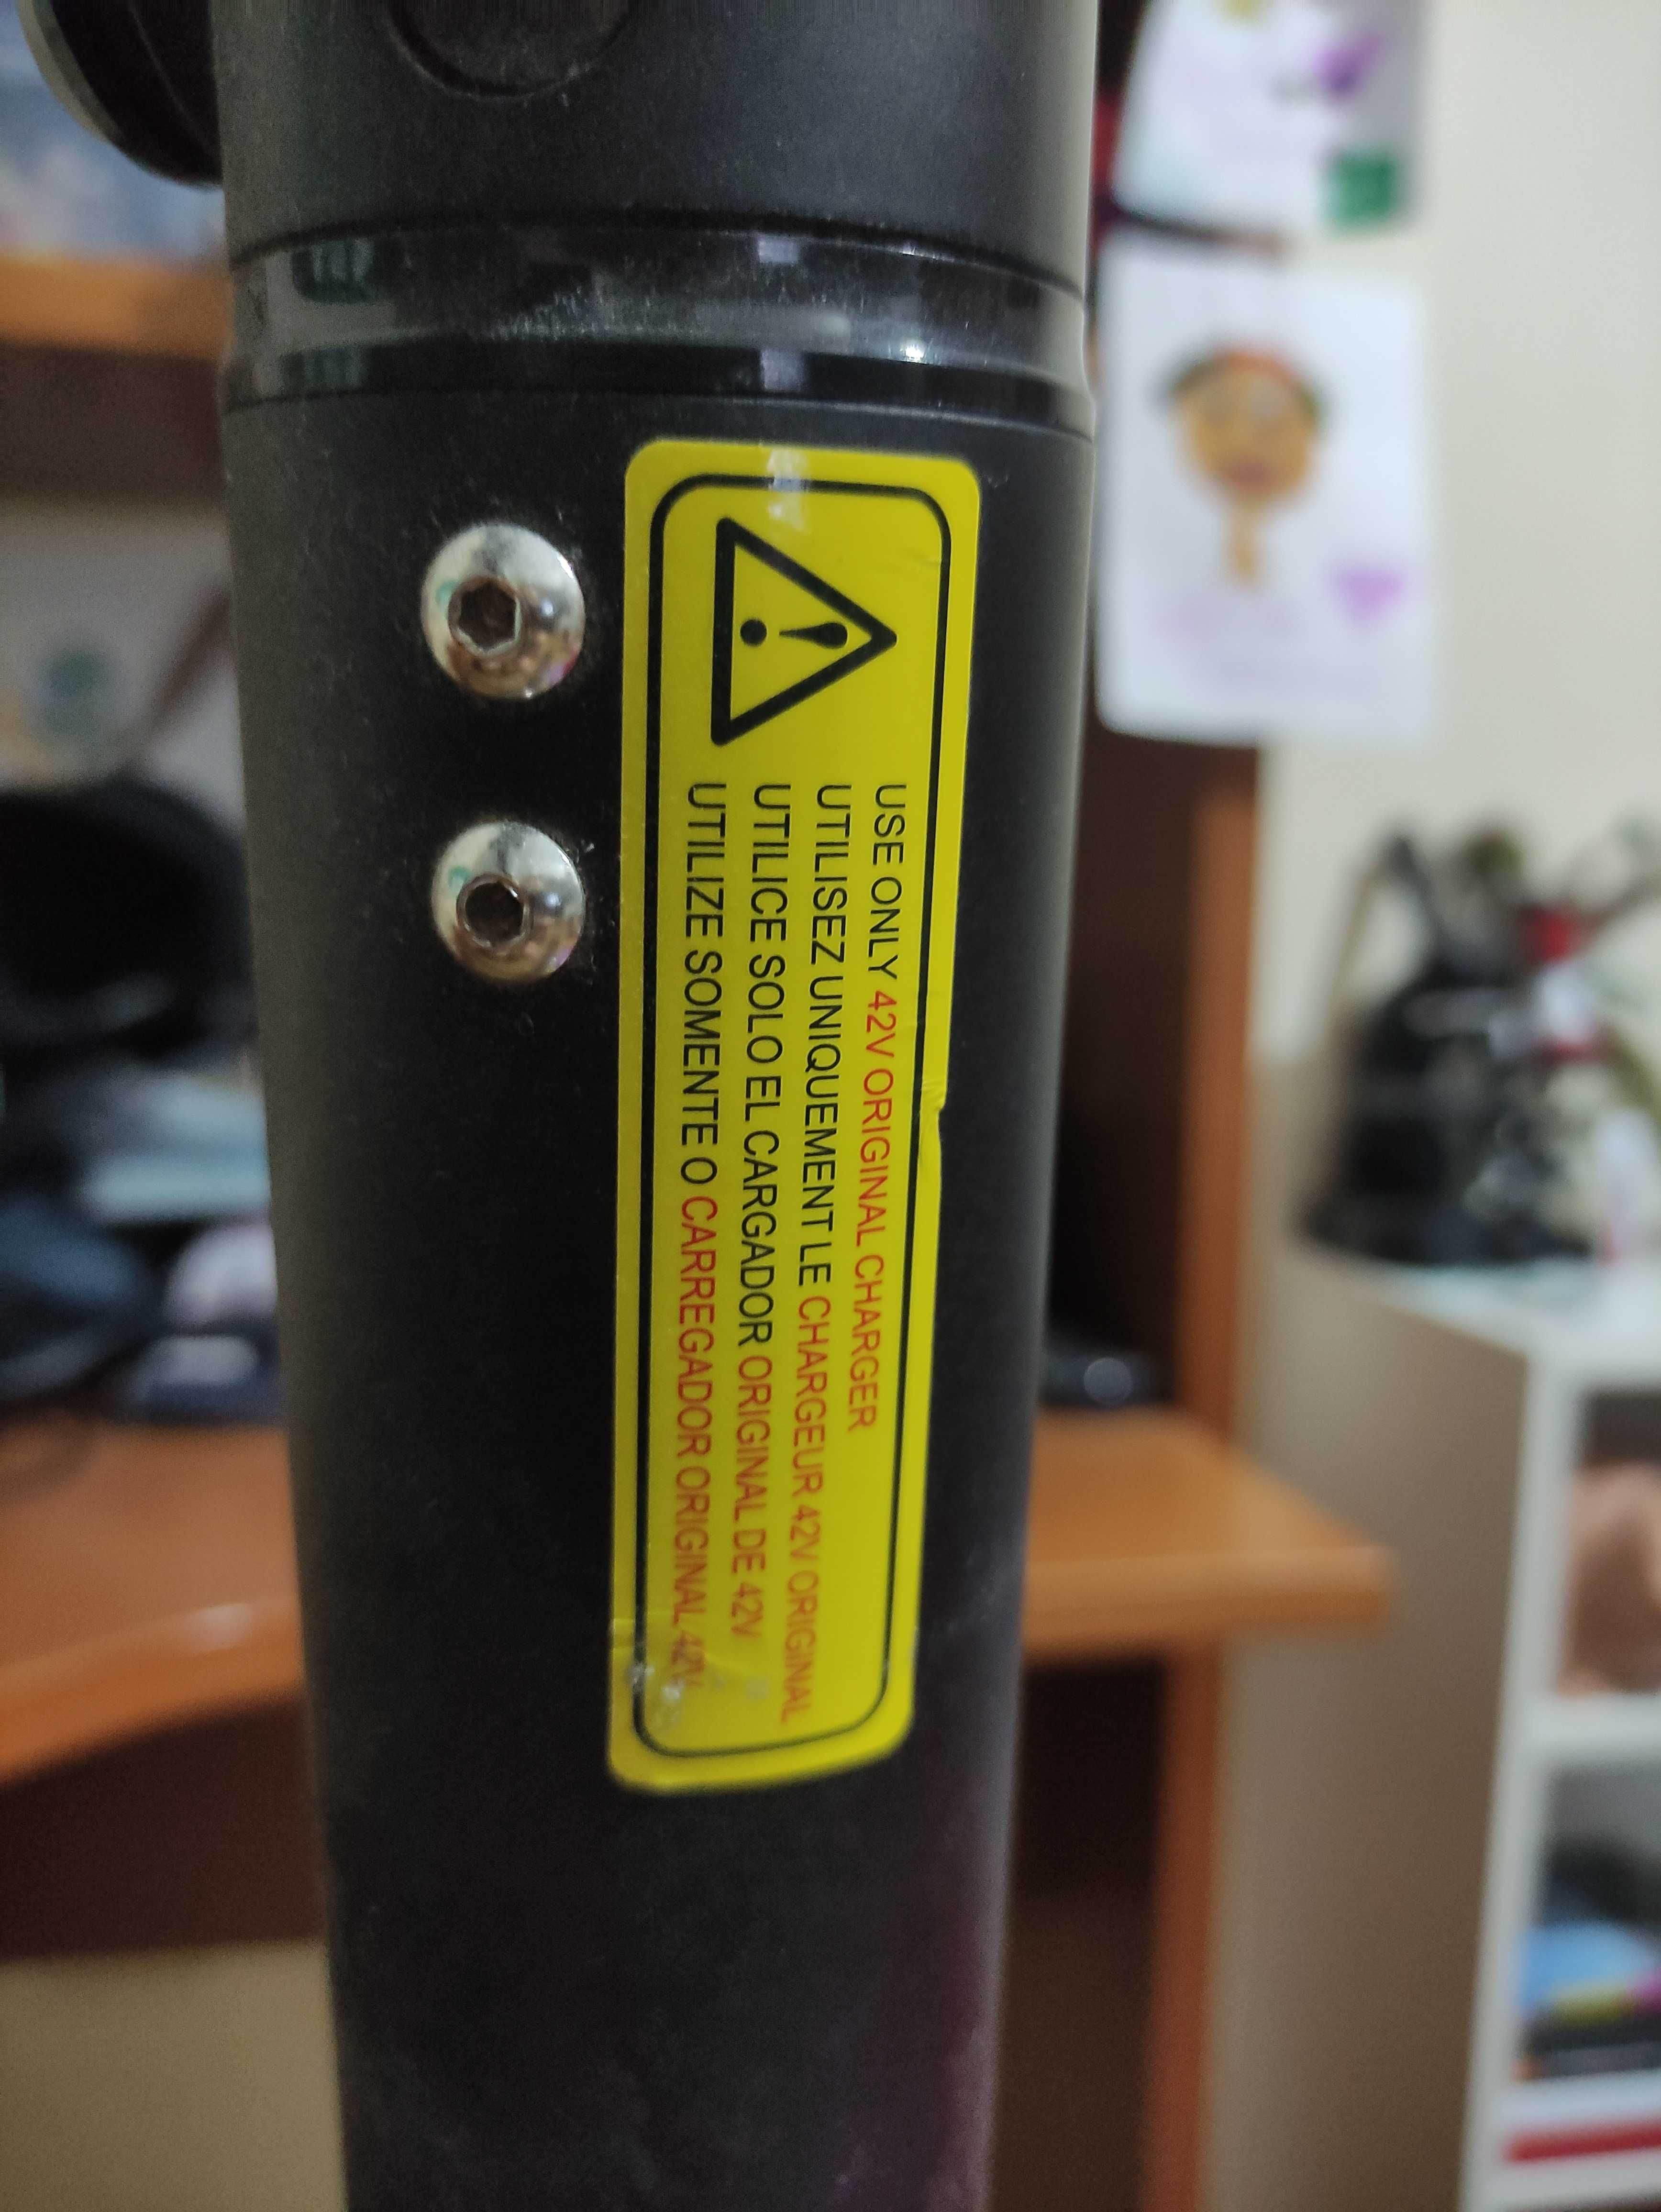 USE ONLY 42V ORIGINAL CHARGER
UTILISEZ UNIQUEMENT LE CHARGEUR 42V ORIGINAL
UTILICE SOLO EL CARGADOR ORIGINAL DE 42V
UTILIZE SOMENTE O CARREGADOR ORIGINAL 42V